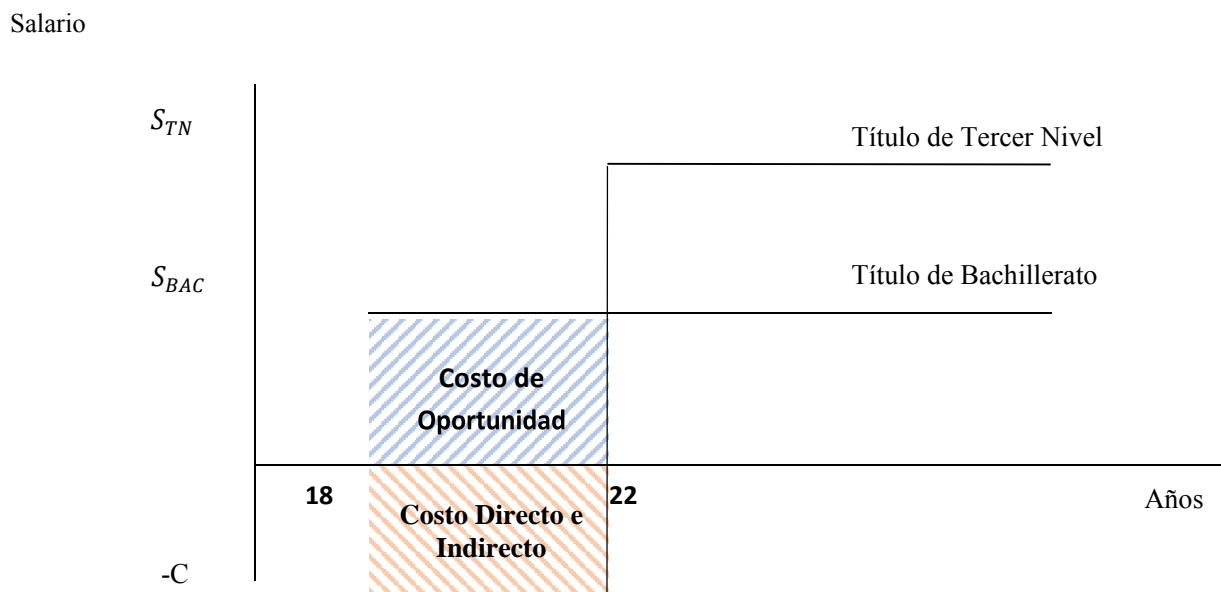 Salario
S_TN
Título de Tercer Nivel
S_BAC
Título de Bachillerato
Costo de
Oportunidad
18
22
Años
Costo Directo e
Indirecto
-C